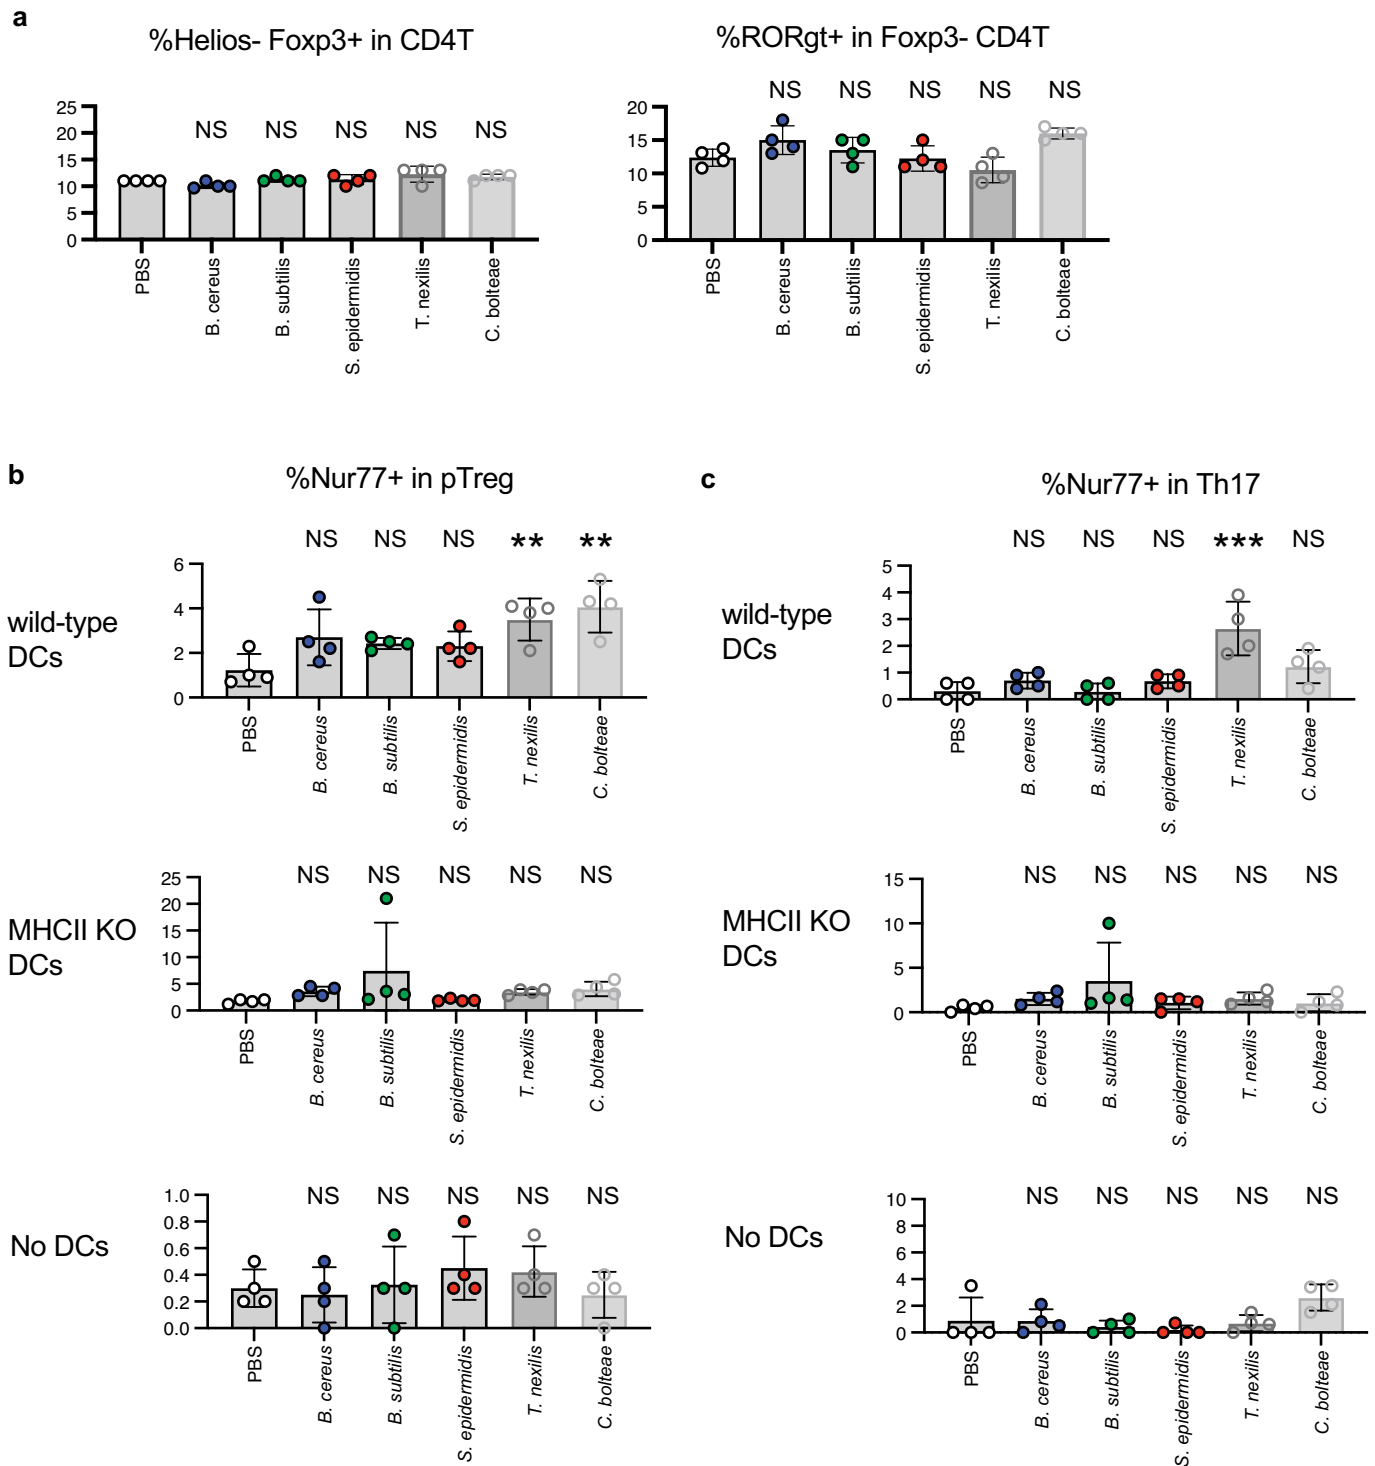 a
%Helios- Foxp3+ in CD4T
NS NS NS NS NS
25
20
15
10
5
0
PBS
B. cereus
B. subtilis
S. epidermidis
T. nexilis
C. bolteae
%RORgt+ in Foxp3- CD4T
NS NS NS NS NS
20
15
10
5
0
PBS
B. cereus
B. subtilis
S. epidermidis
T. nexilis
C. bolteae
b
%Nur77+ in pTreg
wild-type
DCs
NS NS NS ** **
6
4
2
0
PBS
B. cereus
B. subtilis
S. epidermidis
T. nexilis
C. bolteae
MHCII KO
DCs
NS NS NS NS NS
25
20
15
10
5
0
PBS
B. cereus
B. subtilis
S. epidermidis
T. nexilis
C. bolteae
No DCs
NS NS NS NS NS
1.0
0.8
0.6
0.4
0.2
0.0
PBS
B. cereus
B. subtilis
S. epidermidis
T. nexilis
C. bolteae
c
%Nur77+ in Th17
wild-type
DCs
NS NS NS *** NS
5
4
3
2
1
0
PBS
B. cereus
B. subtilis
S. epidermidis
T. nexilis
C. bolteae
MHCII KO
DCs
NS NS NS NS NS
15
10
5
0
PBS
B. cereus
B. subtilis
S. epidermidis
T. nexilis
C. bolteae
No DCs
NS NS NS NS NS
10
8
6
4
2
0
PBS
B. cereus
B. subtilis
S. epidermidis
T. nexilis
C. bolteae